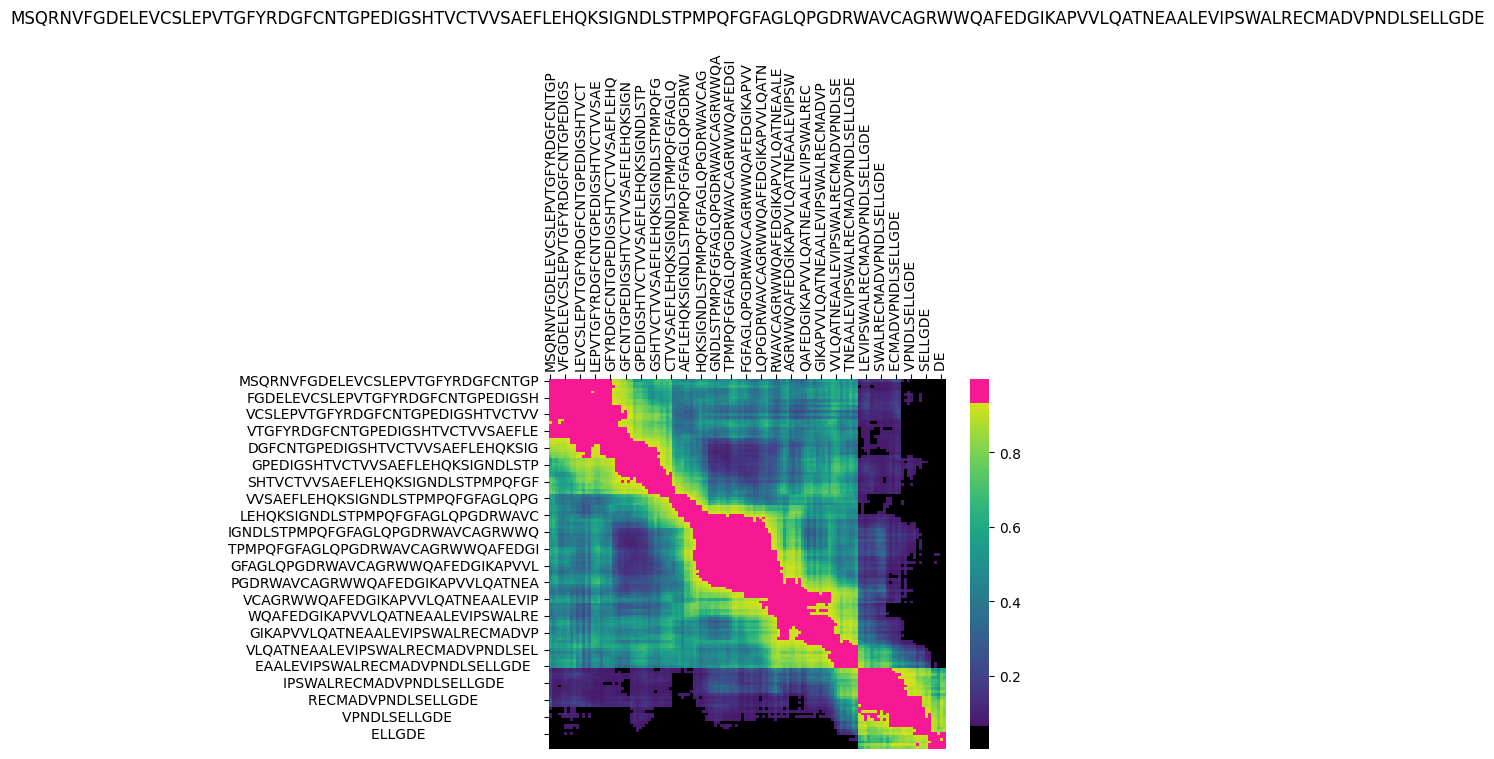 MSQRNVFGDELEVCSLEPVTGFYRDGFCNTGPEDIGSHTVCTVVSAEFLEHQKSIGNDLSTPMPQFGFAGLQPGDRWAVCAGRWWQAFEDGIKAPVVLQATNEAALEVIPSWALRECMADVPNDLSELLGDE
MSQRNVFGDELEVCSLEPVTGFYRDGFCNTGP
VFGDELEVCSLEPVTGFYRDGFCNTGPEDIGS
LEVCSLEPVTGFYRDGFCNTGPEDIGSHTVCT
LEPVTGFYRDGFCNTGPEDIGSHTVCTVVSAE
GFYRDGFCNTGPEDIGSHTVCTVVSAEFLEHQ
GFCNTGPEDIGSHTVCTVVSAEFLEHQKSIGN
GPEDIGSHTVCTVVSAEFLEHQKSIGNDLSTP
GSHTVCTVVSAEFLEHQKSIGNDLSTPMPQFG
CTVVSAEFLEHQKSIGNDLSTPMPQFGFAGLQ
AEFLEHQKSIGNDLSTPMPQFGFAGLQPGDRW
HQKSIGNDLSTPMPQFGFAGLQPGDRWAVCAG
GNDLSTPMPQFGFAGLQPGDRWAVCAGRWWQA
TPMPQFGFAGLQPGDRWAVCAGRWWQAFEDGI
FGFAGLQPGDRWAVCAGRWWQAFEDGIKAPVV
LQPGDRWAVCAGRWWQAFEDGIKAPVVLQATN
RWAVCAGRWWQAFEDGIKAPVVLQATNEAALE
AGRWWQAFEDGIKAPVVLQATNEAALEVIPSW
QAFEDGIKAPVVLQATNEAALEVIPSWALREC
GIKAPVVLQATNEAALEVIPSWALRECMADVP
VVLQATNEAALEVIPSWALRECMADVPNDLSE
TNEAALEVIPSWALRECMADVPNDLSELLGDE
LEVIPSWALRECMADVPNDLSELLGDE
SWALRECMADVPNDLSELLGDE
ECMADVPNDLSELLGDE
VPNDLSELLGDE
SELLGDE
DE
MSQRNVFGDELEVCSLEPVTGFYRDGFCNTGP
FGDELEVCSLEPVTGFYRDGFCNTGPEDIGSH
VCSLEPVTGFYRDGFCNTGPEDIGSHTVCTVV
VTGFYRDGFCNTGPEDIGSHTVCTVVSAEFLE
DGFCNTGPEDIGSHTVCTVVSAEFLEHQKSIG
GPEDIGSHTVCTVVSAEFLEHQKSIGNDLSTP
SHTVCTVVSAEFLEHQKSIGNDLSTPMPQFGF
VVSAEFLEHQKSIGNDLSTPMPQFGFAGLQPG
LEHQKSIGNDLSTPMPQFGFAGLQPGDRWAVC
IGNDLSTPMPQFGFAGLQPGDRWAVCAGRWWQ
TPMPQFGFAGLQPGDRWAVCAGRWWQAFEDGI
GFAGLQPGDRWAVCAGRWWQAFEDGIKAPVVL
PGDRWAVCAGRWWQAFEDGIKAPVVLQATNEA
VCAGRWWQAFEDGIKAPVVLQATNEAALEVIP
WQAFEDGIKAPVVLQATNEAALEVIPSWALRE
GIKAPVVLQATNEAALEVIPSWALRECMADVP
VLQATNEAALEVIPSWALRECMADVPNDLSEL
EAALEVIPSWALRECMADVPNDLSELLGDE
IPSWALRECMADVPNDLSELLGDE
RECMADVPNDLSELLGDE
VPNDLSELLGDE
ELLGDE
0.8
0.6
0.4
0.2